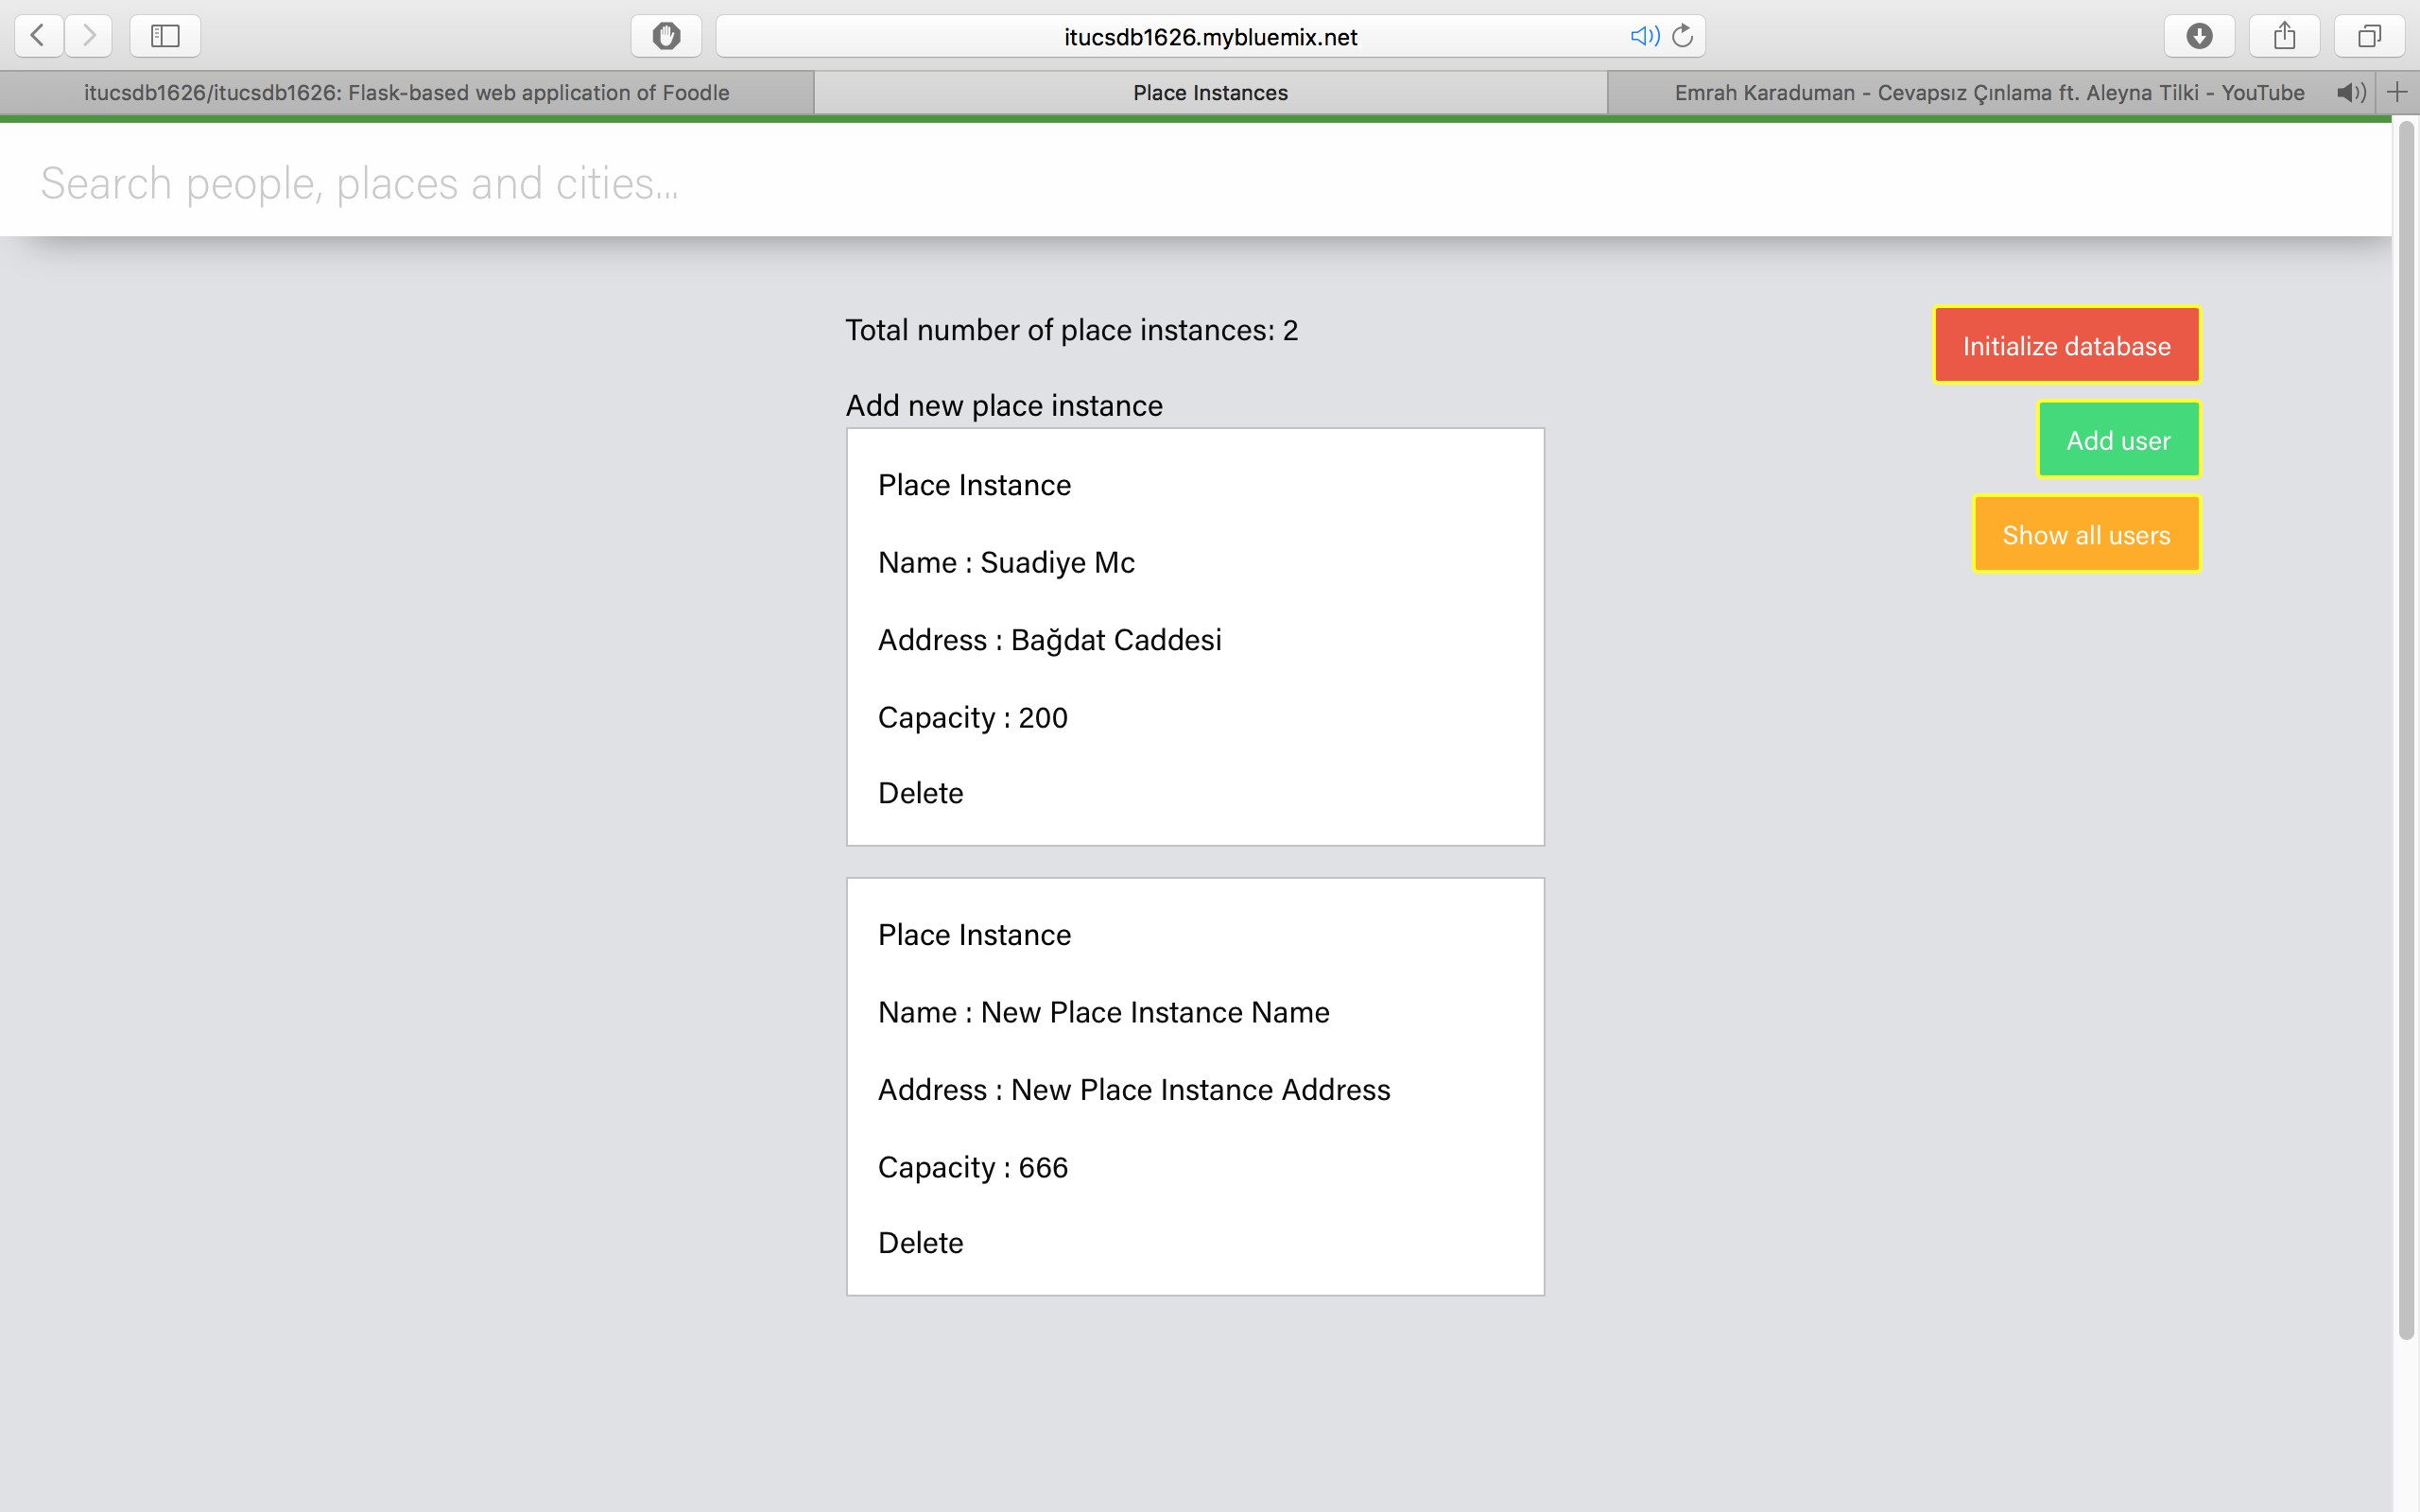 itucsdb1626.mybluemix.net
itucsdb1626/itucsdb1626: Flask-based web application of Foodle
Place Instances
Emrah Karaduman - Cevapsız Çınlama ft. Aleyna Tilki - YouTube
Search people, places and cities...
Total number of place instances: 2
Add new place instance
Place Instance
Name : Suadiye Mc
Address : Bağdat Caddesi
Capacity : 200
Delete
Place Instance
Name : New Place Instance Name
Address : New Place Instance Address
Capacity : 666
Delete
Initialize database
Add user
Show all users